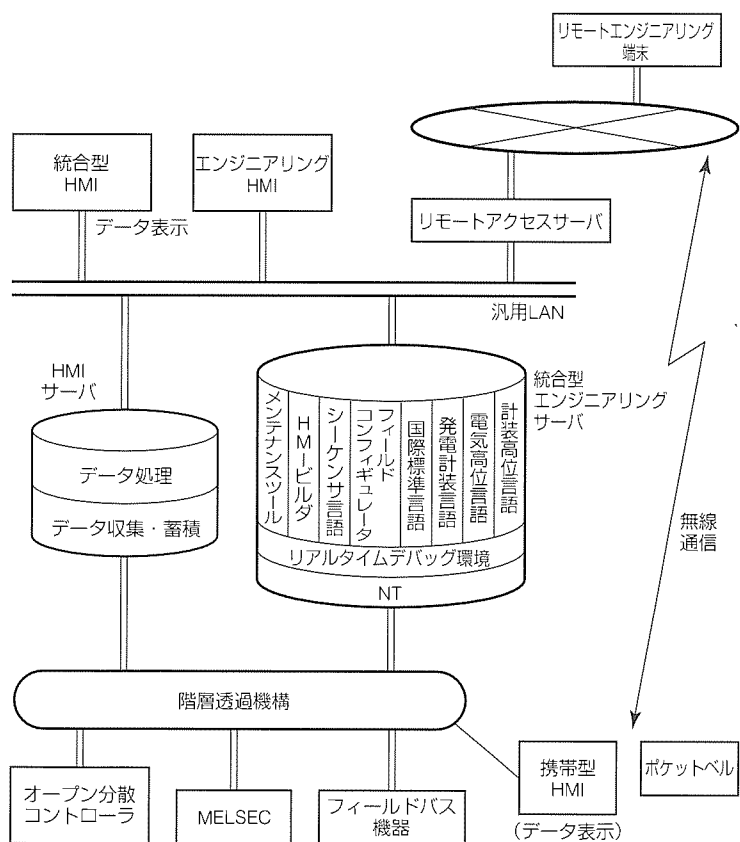 リモートエンジニアリング
端末
統合型
HMI
エンジニアリング
HMI
データ表示
リモートアクセスサーバ
汎用LAN
HMI
サーバ
データ処理
データ収集・蓄積
メンテナンスツール
HMIビルダ
シーケンサ言語
フィールド
コンフィギュレータ
国際標準言語
発電計装言語
電気高位言語
計装高位言語
リアルタイムデバッグ環境
NT
統合型
エンジニアリング
サーバ
無線
通信
階層透過機構
オープン分散
コントローラ
MELSEC
フィールドバス
機器
携帯型
HMI
(データ表示)
ポケットベル